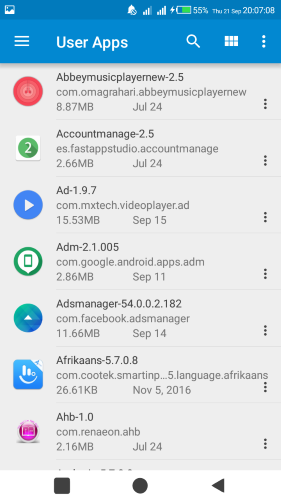 55% Thu 21 Sep 20:07:08
User Apps
Abbeymusicplayernew-2.5
com.omagrahari.abbeymusicplayernew
8.87MB Jul 24
2
Accountmanage-2.5
es.fastappstudio.accountmanage
2.66MB Jul 24
Ad-1.9.7
com.mxtech.videoplayer.ad
15.53MB Sep 15
Adm-2.1.005
com.google.android.apps.adm
2.86MB Sep 11
Adsmanager-54.0.0.2.182
com.facebook.adsmanager
11.66MB Sep 14
Afrikaans-5.7.0.8
com.cootek.smartinp...5.language.afrikaans
26.61KB Nov 5, 2016
Ahb-1.0
com.renaeon.ahb
2.16MB Jul 24